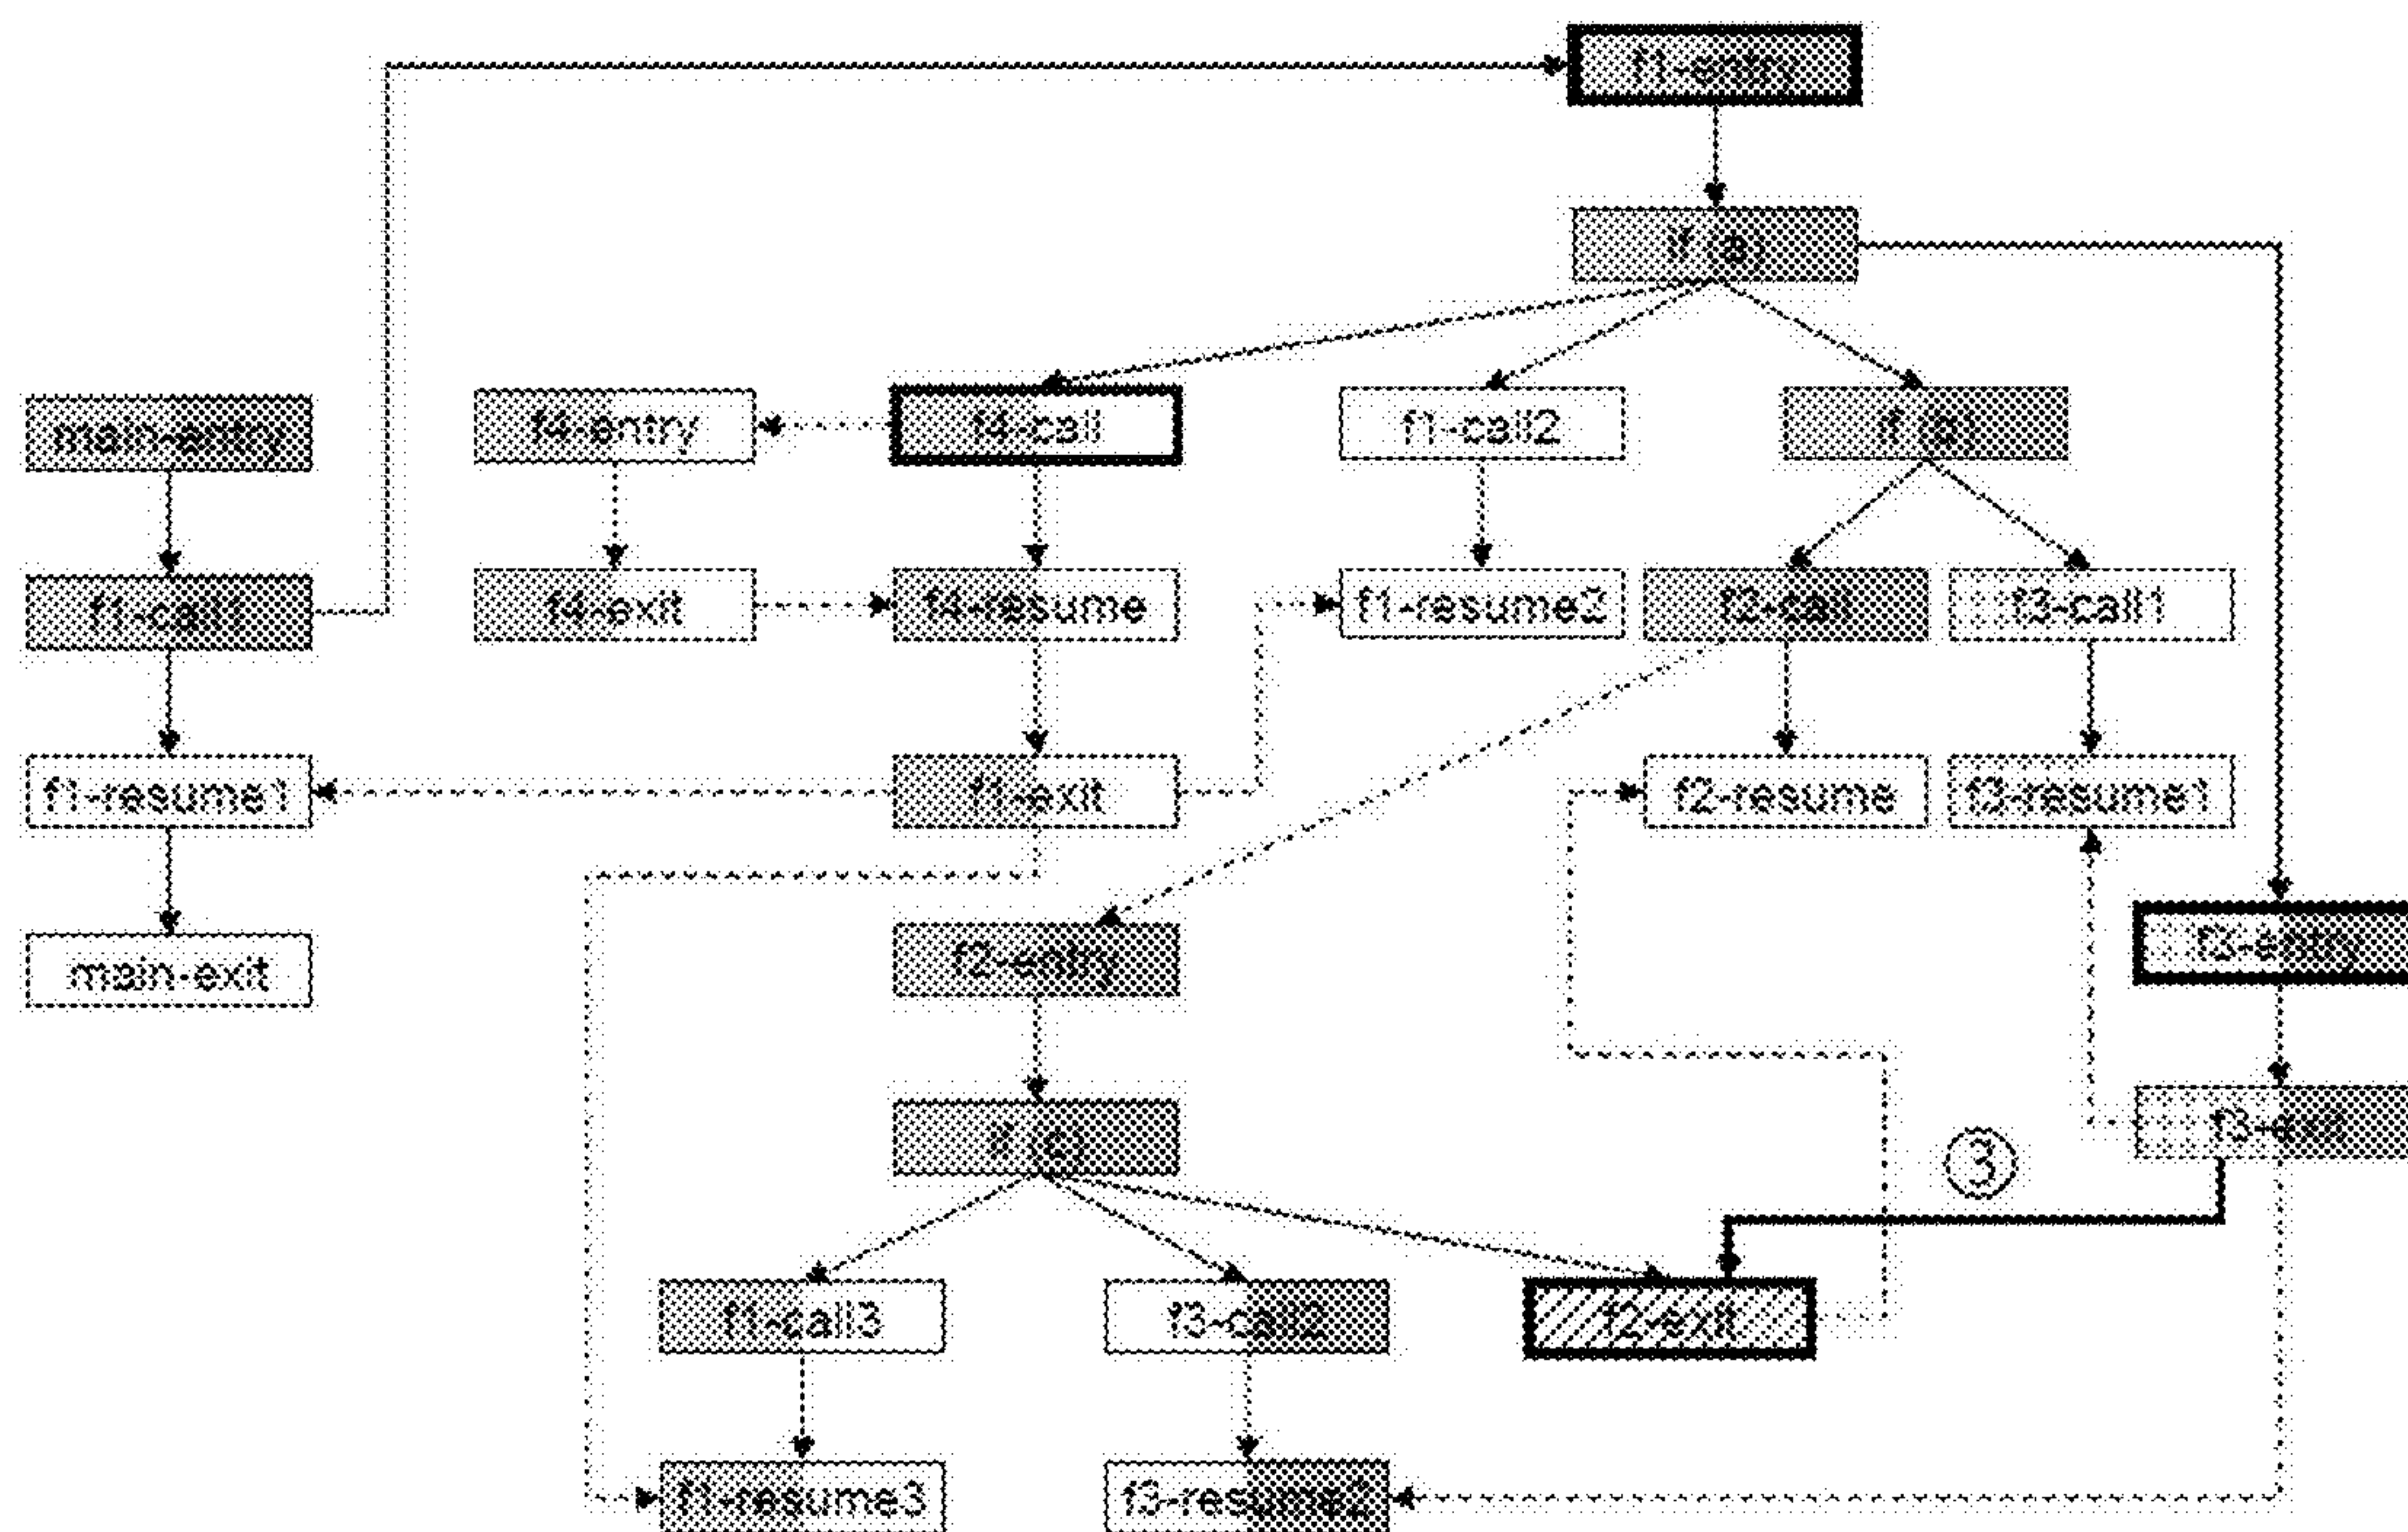 f1-entry
if (a)
main-entry
f4-entry
f4-call
f1-call2
f1-call1
f4-exit
f4-resume
f1-resume2
f2-call
f3-call1
f1-resume1
f1-exit
f2-resume
f3-resume1
main-exit
f2-entry
f3-entry
if (c)
f3-exit
3
f1-call3
f3-call2
f2-exit
f1-resume3
f3-resume2